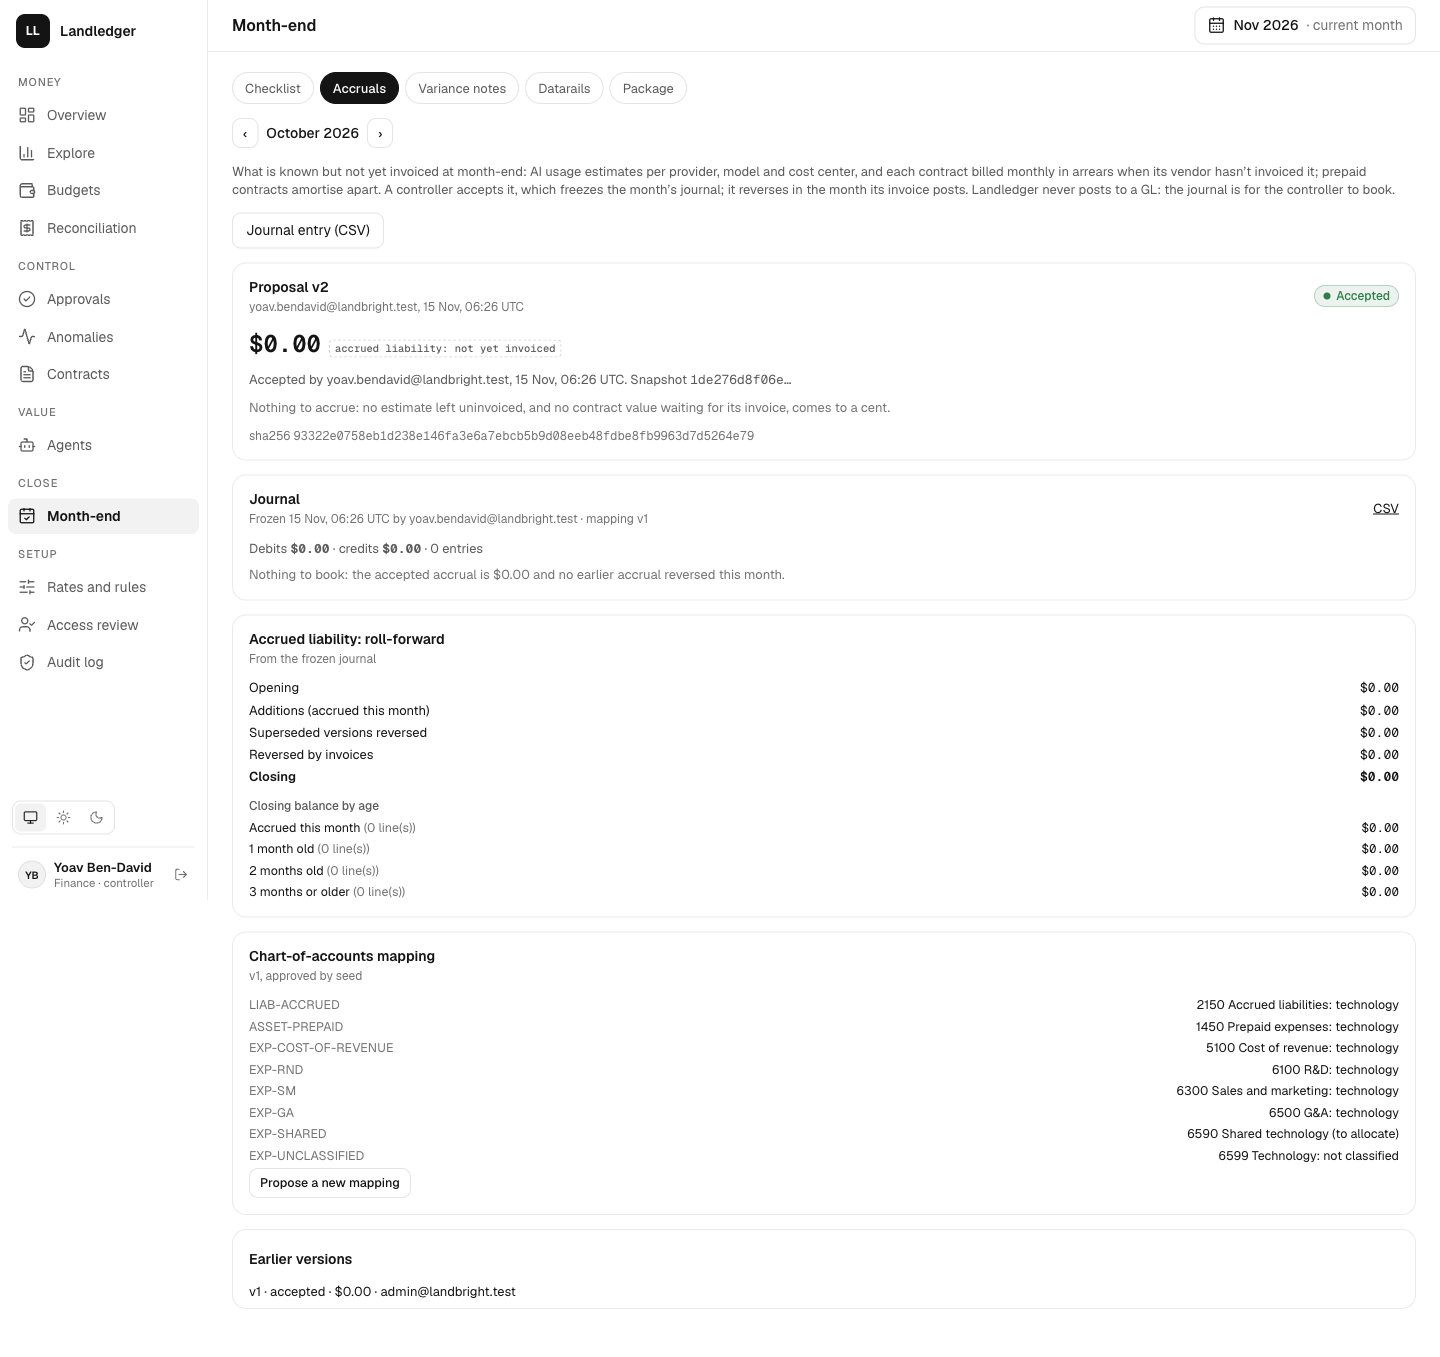 LL
Landledger
MONEY
Overview
Explore
Budgets
Reconciliation
CONTROL
Approvals
Anomalies
Contracts
VALUE
Agents
CLOSE
Month-end
SETUP
Rates and rules
Access review
Audit log
YB
Yoav Ben-David
Finance · controller
Month-end
Nov 2026 · current month
Checklist
Accruals
Variance notes
Datarails
Package
‹ October 2026 ›
What is known but not yet invoiced at month-end: AI usage estimates per provider, model and cost center, and each contract billed monthly in arrears when its vendor hasn’t invoiced it; prepaid
contracts amortise apart. A controller accepts it, which freezes the month’s journal; it reverses in the month its invoice posts. Landledger never posts to a GL: the journal is for the controller to book.
Journal entry (CSV)
Proposal v2
yoav.bendavid@landbright.test, 15 Nov, 06:26 UTC
Accepted
$0.00 accrued liability: not yet invoiced
Accepted by yoav.bendavid@landbright.test, 15 Nov, 06:26 UTC. Snapshot 1de276d8f06e…
Nothing to accrue: no estimate left uninvoiced, and no contract value waiting for its invoice, comes to a cent.
sha256 93322e0758eb1d238e146fa3e6a7ebcb5b9d08eeb48fdbe8fb9963d7d5264e79
Journal
Frozen 15 Nov, 06:26 UTC by yoav.bendavid@landbright.test · mapping v1
CSV
Debits $0.00 · credits $0.00 · 0 entries
Nothing to book: the accepted accrual is $0.00 and no earlier accrual reversed this month.
Accrued liability: roll-forward
From the frozen journal
Opening $0.00
Additions (accrued this month) $0.00
Superseded versions reversed $0.00
Reversed by invoices $0.00
Closing $0.00
Closing balance by age
Accrued this month (0 line(s)) $0.00
1 month old (0 line(s)) $0.00
2 months old (0 line(s)) $0.00
3 months or older (0 line(s)) $0.00
Chart-of-accounts mapping
v1, approved by seed
LIAB-ACCRUED 2150 Accrued liabilities: technology
ASSET-PREPAID 1450 Prepaid expenses: technology
EXP-COST-OF-REVENUE 5100 Cost of revenue: technology
EXP-RND 6100 R&D: technology
EXP-SM 6300 Sales and marketing: technology
EXP-GA 6500 G&A: technology
EXP-SHARED 6590 Shared technology (to allocate)
EXP-UNCLASSIFIED 6599 Technology: not classified
Propose a new mapping
Earlier versions
v1 · accepted · $0.00 · admin@landbright.test